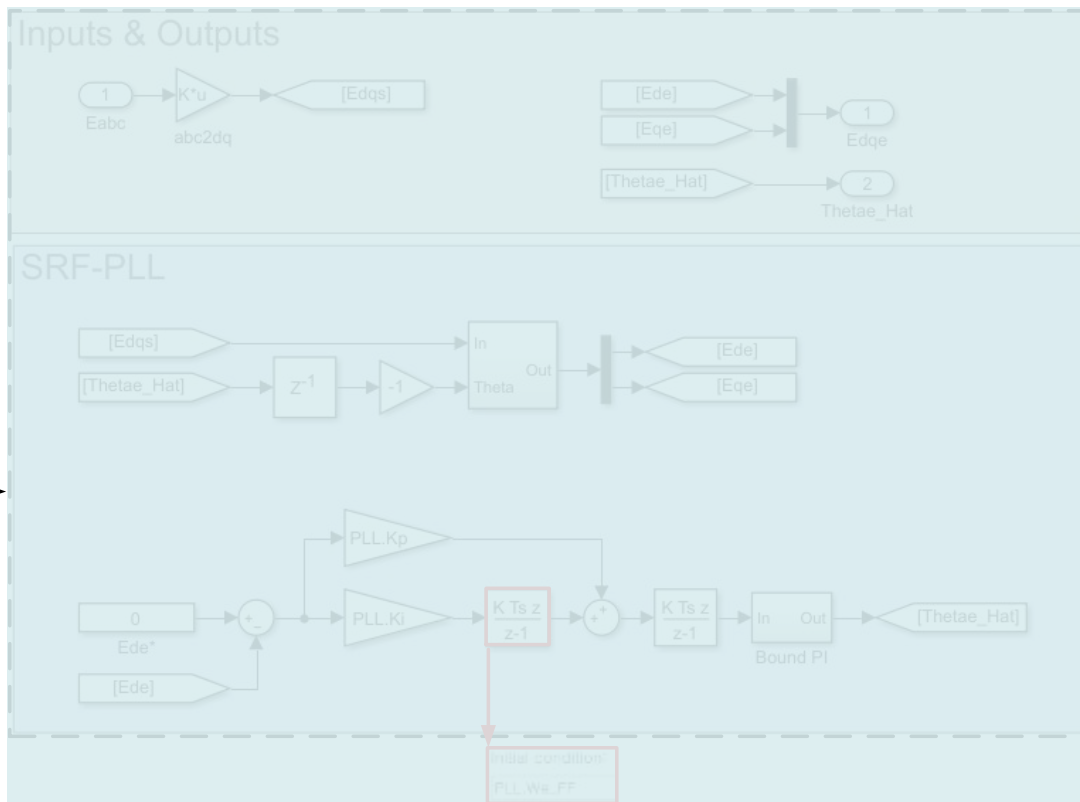 Inputs & Outputs
1
Eabc
K*u
abc2dq
[Edqs]
[Ede]
[Eqe]
1
Edqe
[Thetae_Hat]
2
Thetae_Hat
SRF-PLL
[Edqs]
[Thetae_Hat]
Z-1
-1
In
Theta
Out
[Ede]
[Eqe]
PLL.Kp
0
Ede*
[Ede]
PLL.Ki
K Ts z
z-1
K Ts z
z-1
In
Out
Bound PI
[Thetae_Hat]
Initial condition:
PLL.We_FF